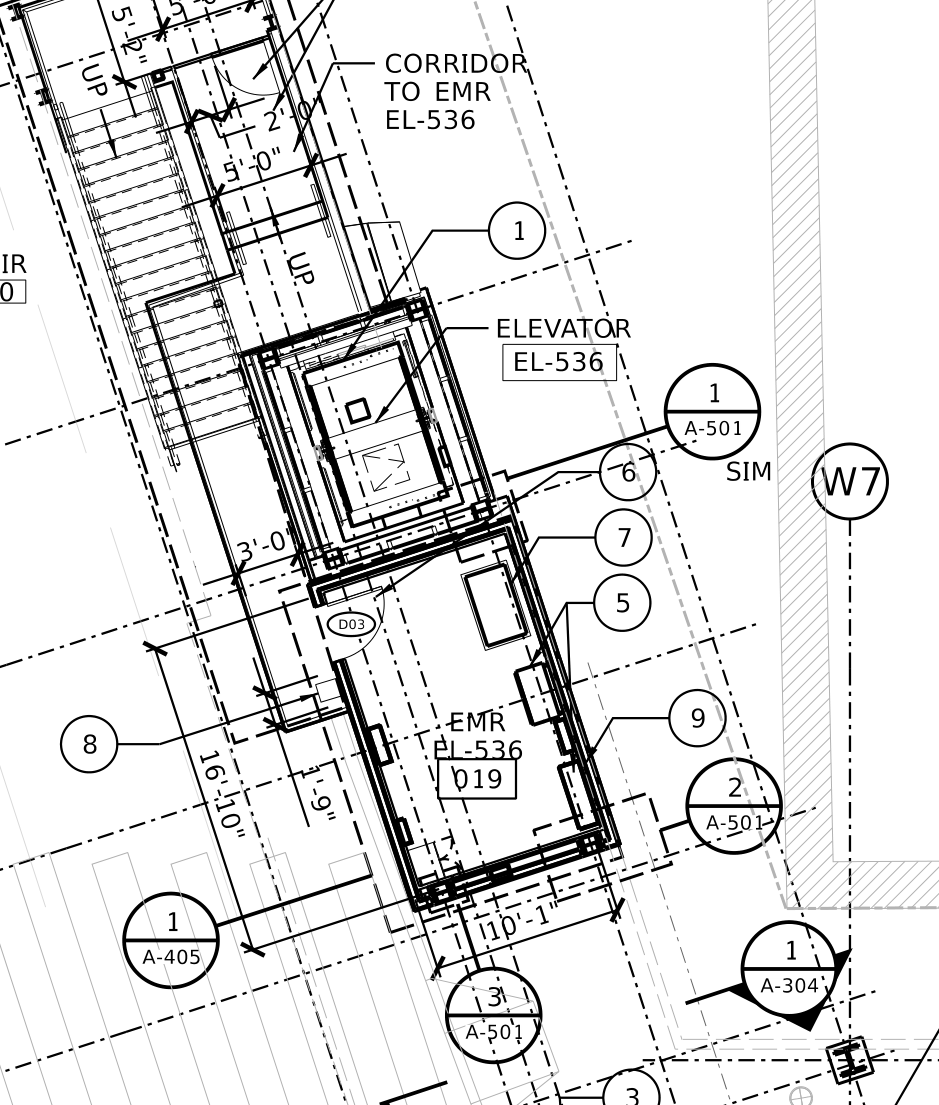 5'-2"
UP
CORRIDOR
TO EMR
EL-536
2'-0
5'-0"
1
IR
0
UP
ELEVATOR
EL-536
1
A-501
SIM
6
W7
7
3'-0"
5
D03
8
EMR
EL-536
019
9
16'-10"
1'-9"
2
A-501
1
A-405
10'-1"
1
A-304
3
A-501
3